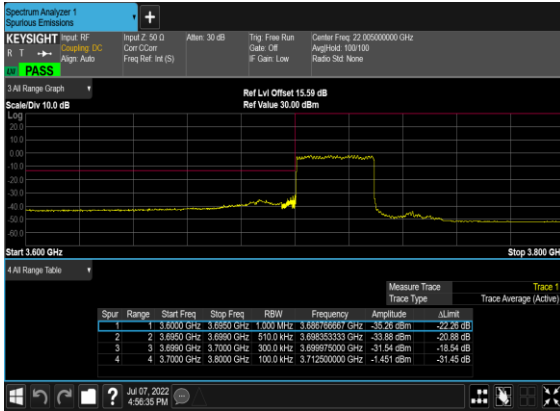 Spectrum Analyzer 1
Spurious Emissions
+
KEYSIGHT
R T
Input: RF
Coupling: DC
Align: Auto
Input Z: 50 Ω
Corr CCorr
Freq Ref: Int (S)
Atten: 30 dB
Trig: Free Run
Gate: Off
IF Gain: Low
Center Freq: 22.005000000 GHz
Avg|Hold: 100/100
Radio Std: None
PASS
3 All Range Graph
Scale/Div 10.0 dB
Ref Lvl Offset 15.59 dB
Ref Value 30.00 dBm
Log
20.0
10.0
0.00
-10.0
-20.0
-30.0
-40.0
-50.0
-60.0
Start 3.600 GHz
Stop 3.800 GH
4 All Range Table
Measure Trace Trace 1
Trace Type Trace Average (Active)
Spur Range Start Freq Stop Freq RBW Frequency Amplitude ΔLimit
1 1 3.6000 GHz 3.6950 GHz 1.000 MHz 3.686766667 GHz -35.26 dBm -22.26 dB
2 2 3.6950 GHz 3.6990 GHz 510.0 kHz 3.698353333 GHz -33.88 dBm -20.88 dB
3 3 3.6990 GHz 3.7000 GHz 300.0 kHz 3.699975000 GHz -31.54 dBm -18.54 dB
4 4 3.7000 GHz 3.8000 GHz 100.0 kHz 3.712500000 GHz -1.451 dBm -31.45 dB
?
Jul 07, 2022
4:56:35 PM